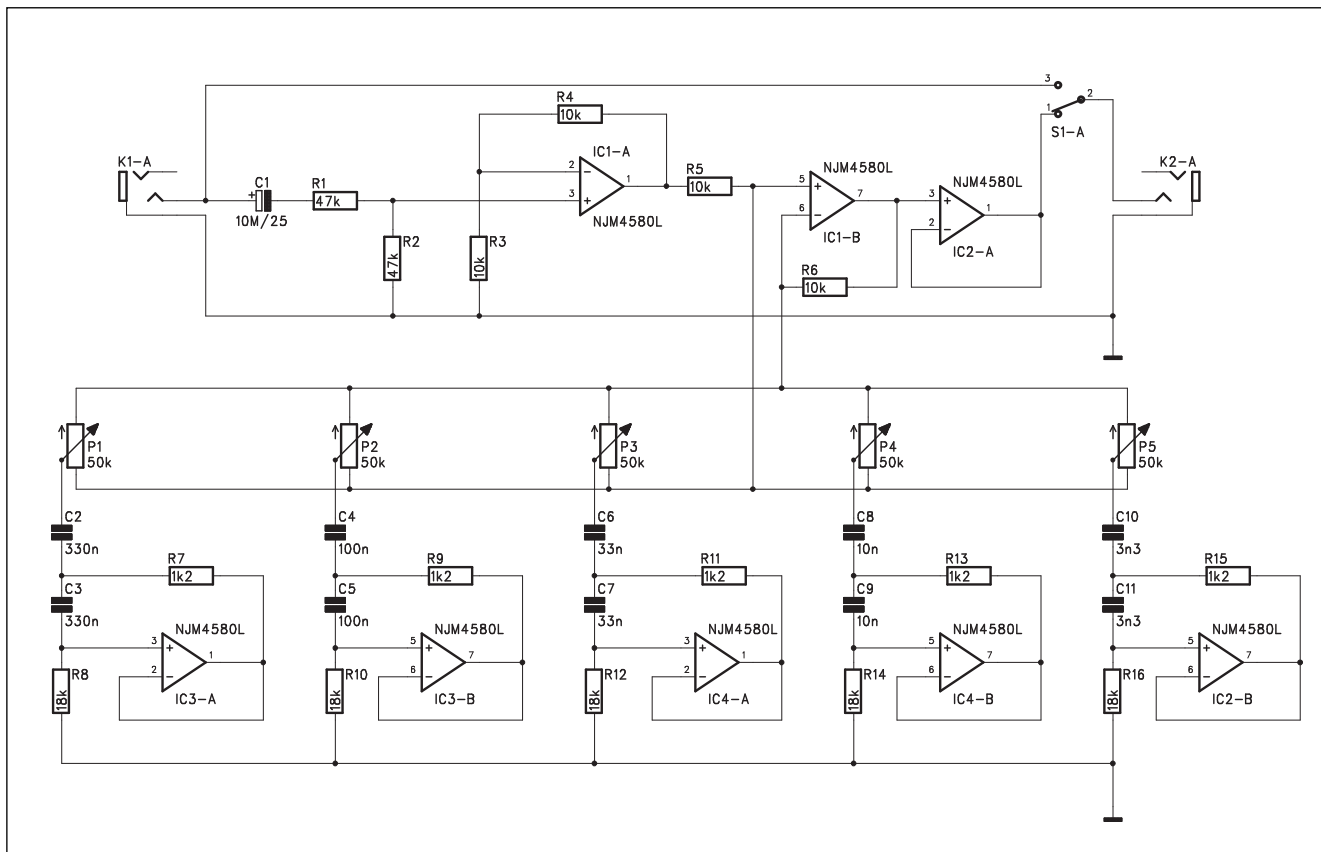 3
2
1
S1-A
R4
10k
K1-A
C1
+
10M/25
R1
47k
IC1-A
2
3
1
NJM4580L
R5
10k
NJM4580L
5
6
7
IC1-B
NJM4580L
3
2
1
IC2-A
K2-A
R2
47k
R3
10k
R6
10k
P1
50k
P2
50k
P3
50k
P4
50k
P5
50k
C2
330n
C4
100n
C6
33n
C8
10n
C10
3n3
R7
1k2
R9
1k2
R11
1k2
R13
1k2
R15
1k2
C3
330n
C5
100n
C7
33n
C9
10n
C11
3n3
NJM4580L
3
2
1
IC3-A
NJM4580L
5
6
7
IC3-B
NJM4580L
3
2
1
IC4-A
NJM4580L
5
6
7
IC4-B
NJM4580L
5
6
7
IC2-B
R8
18k
R10
18k
R12
18k
R14
18k
R16
18k